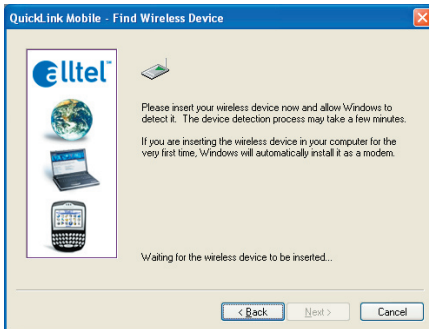 QuickLink Mobile - Find Wireless Device
alltel
Please insert your wireless device now and allow Windows to
detect it. The device detection process may take a few minutes.
If you are inserting the wireless device in your computer for the
very first time, Windows will automatically install it as a modem.
Waiting for the wireless device to be inserted...
< Back
Next >
Cancel